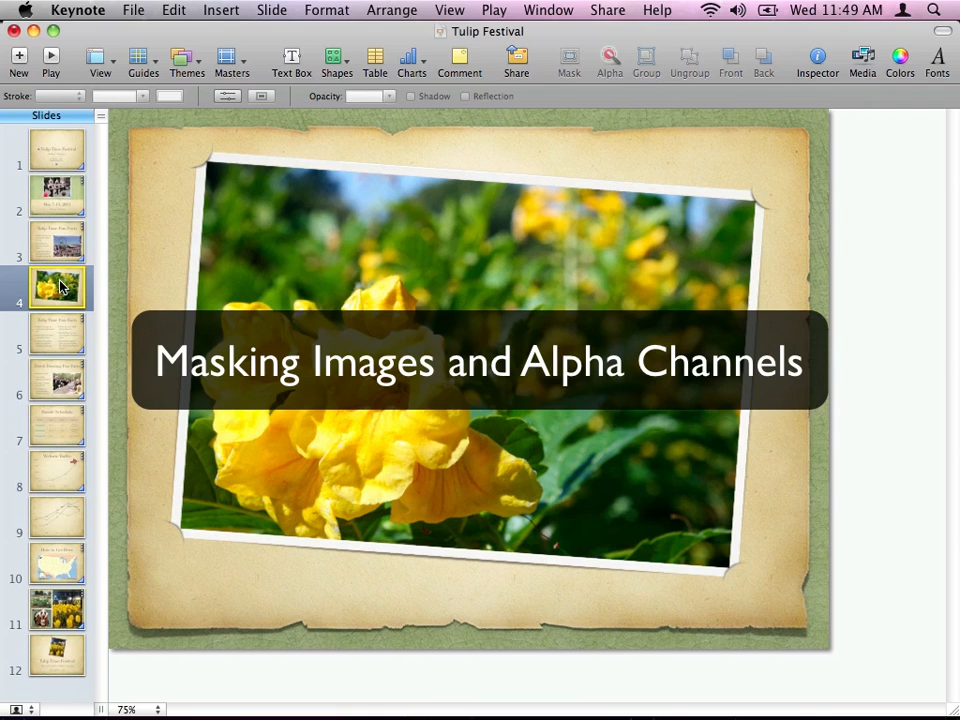 Keynote File Edit Insert Slide Format Arrange View Play Window Share Help Wed 11:49 AM
Tulip Festival
New Play View Guides Themes Masters Text Box Shapes Table Charts Comment Share Mask Alpha Group Ungroup Front Back Inspector Media Colors Fonts
Stroke: Opacity: Shadow Reflection
Slides
1
2
3
4
5
6
7
8
9
10
11
12
Masking Images and Alpha Channels
75%